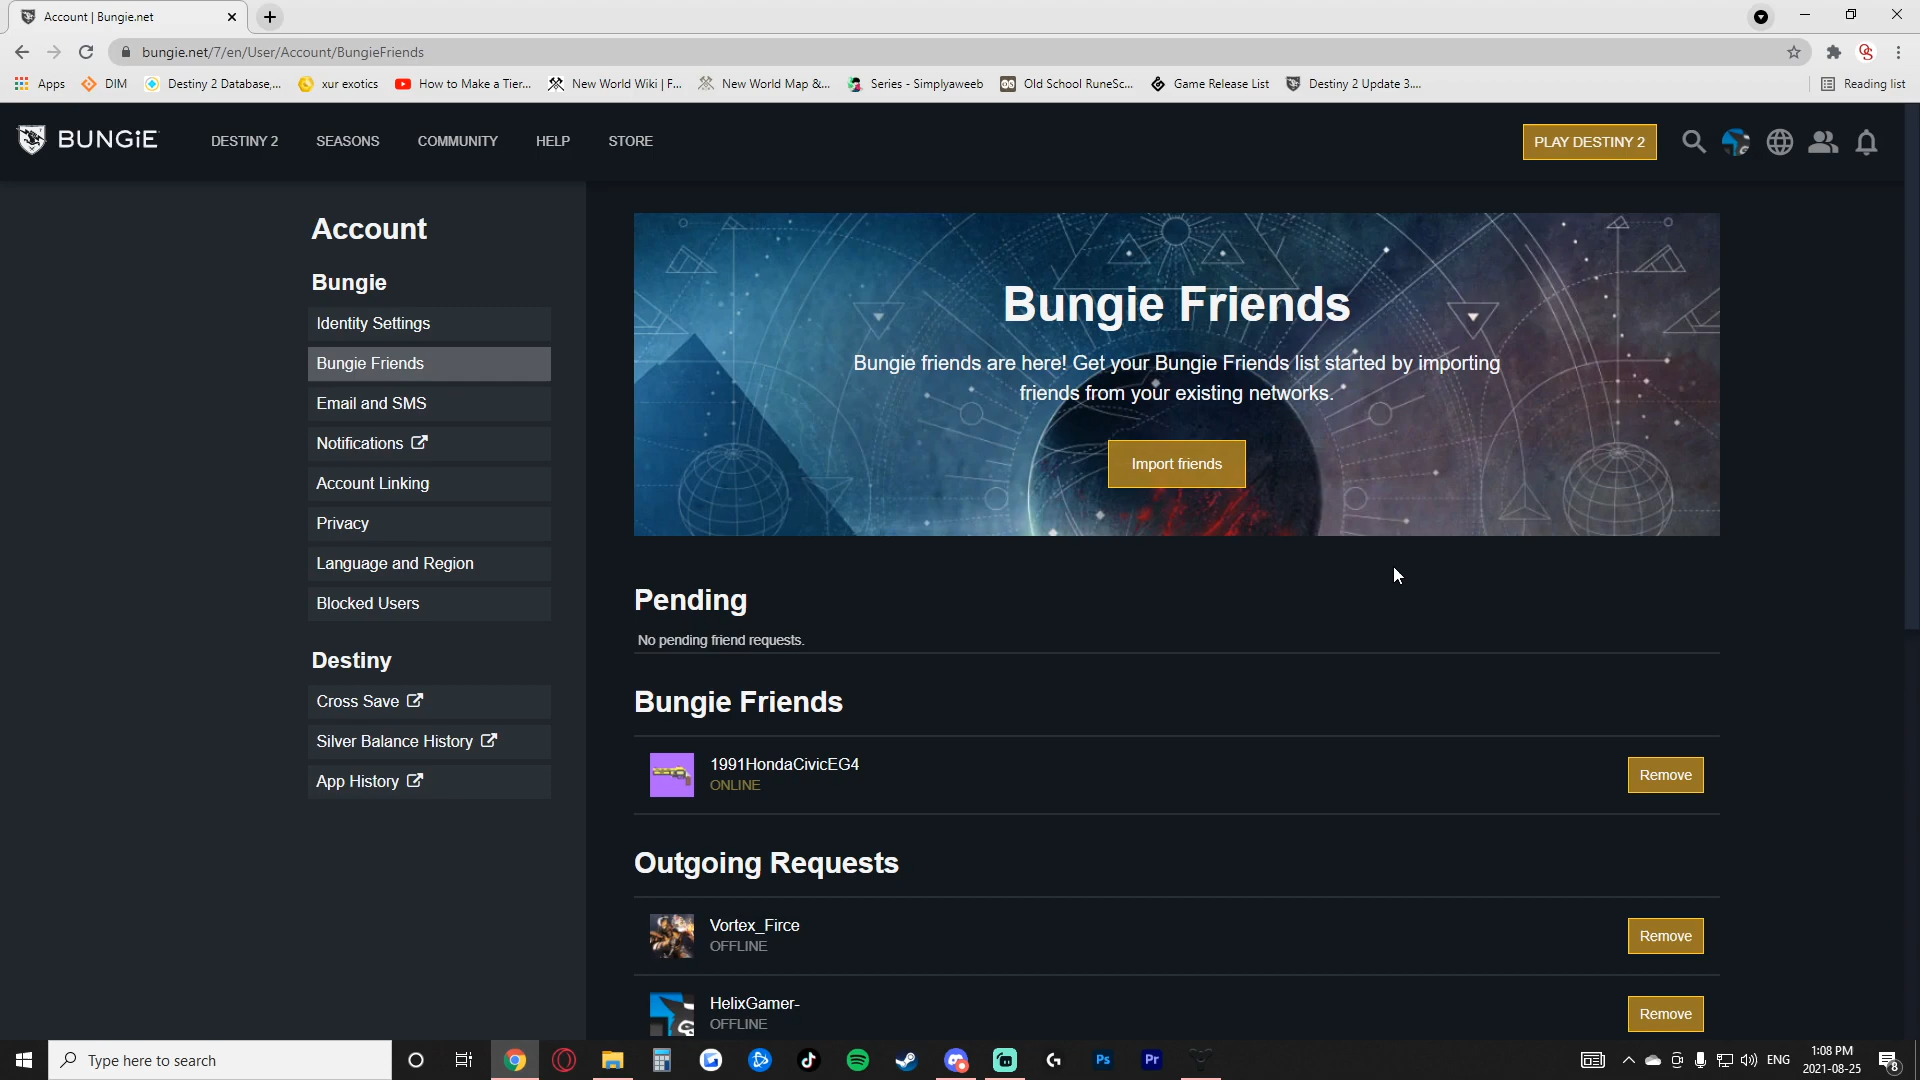 Account | Bungie.net
bungie.net/7/en/User/Account/BungieFriends
Apps DIM Destiny 2 Database,... xur exotics How to Make a Tier... New World Wiki | F... New World Map &... Series - Simplyaweeb Old School RuneSc... Game Release List Destiny 2 Update 3.... Reading list
BUNGiE DESTINY 2 SEASONS COMMUNITY HELP STORE PLAY DESTINY 2
Account
Bungie
Identity Settings
Bungie Friends
Email and SMS
Notifications
Account Linking
Privacy
Language and Region
Blocked Users
Destiny
Cross Save
Silver Balance History
App History
Bungie Friends
Bungie friends are here! Get your Bungie Friends list started by importing
friends from your existing networks.
Import friends
Pending
No pending friend requests.
Bungie Friends
1991HondaCivicEG4
ONLINE
Remove
Outgoing Requests
Vortex_Firce
OFFLINE
Remove
HelixGamer-
OFFLINE
Remove
Type here to search
Ps Pr
ENG
1:08 PM
2021-08-25
8